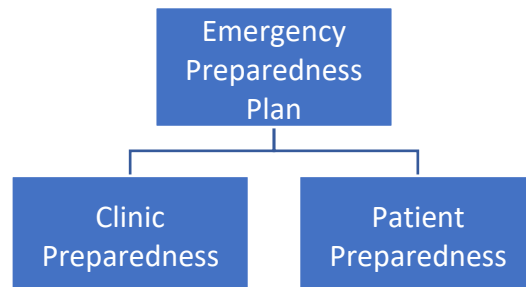 Emergency
Preparedness
Plan
Clinic
Preparedness
Patient
Preparedness